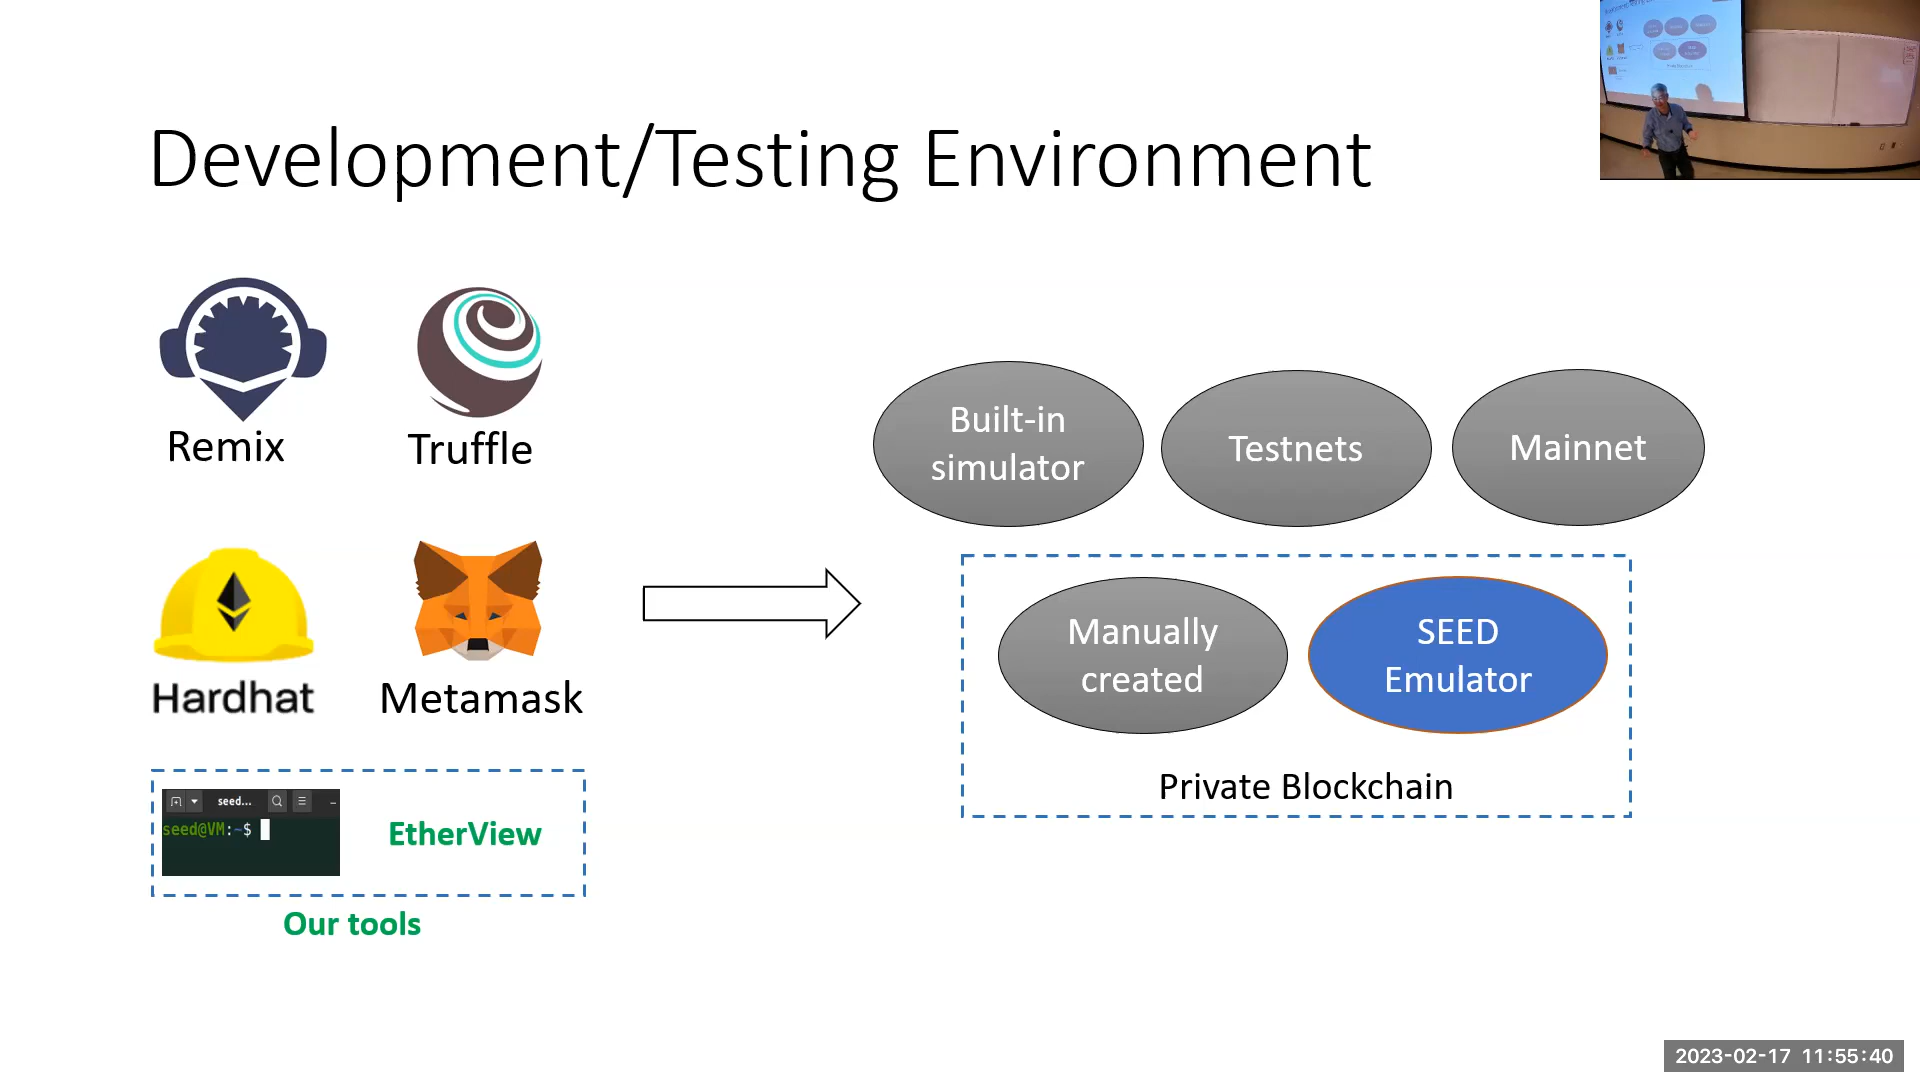 Development/Testing Environment
Remix
Truffle
Hardhat
Metamask
seed...
seed@VM:~$
EtherView
Our tools
Built-in
simulator
Testnets
Mainnet
Manually
created
SEED
Emulator
Private Blockchain
2023-02-17 11:55:40